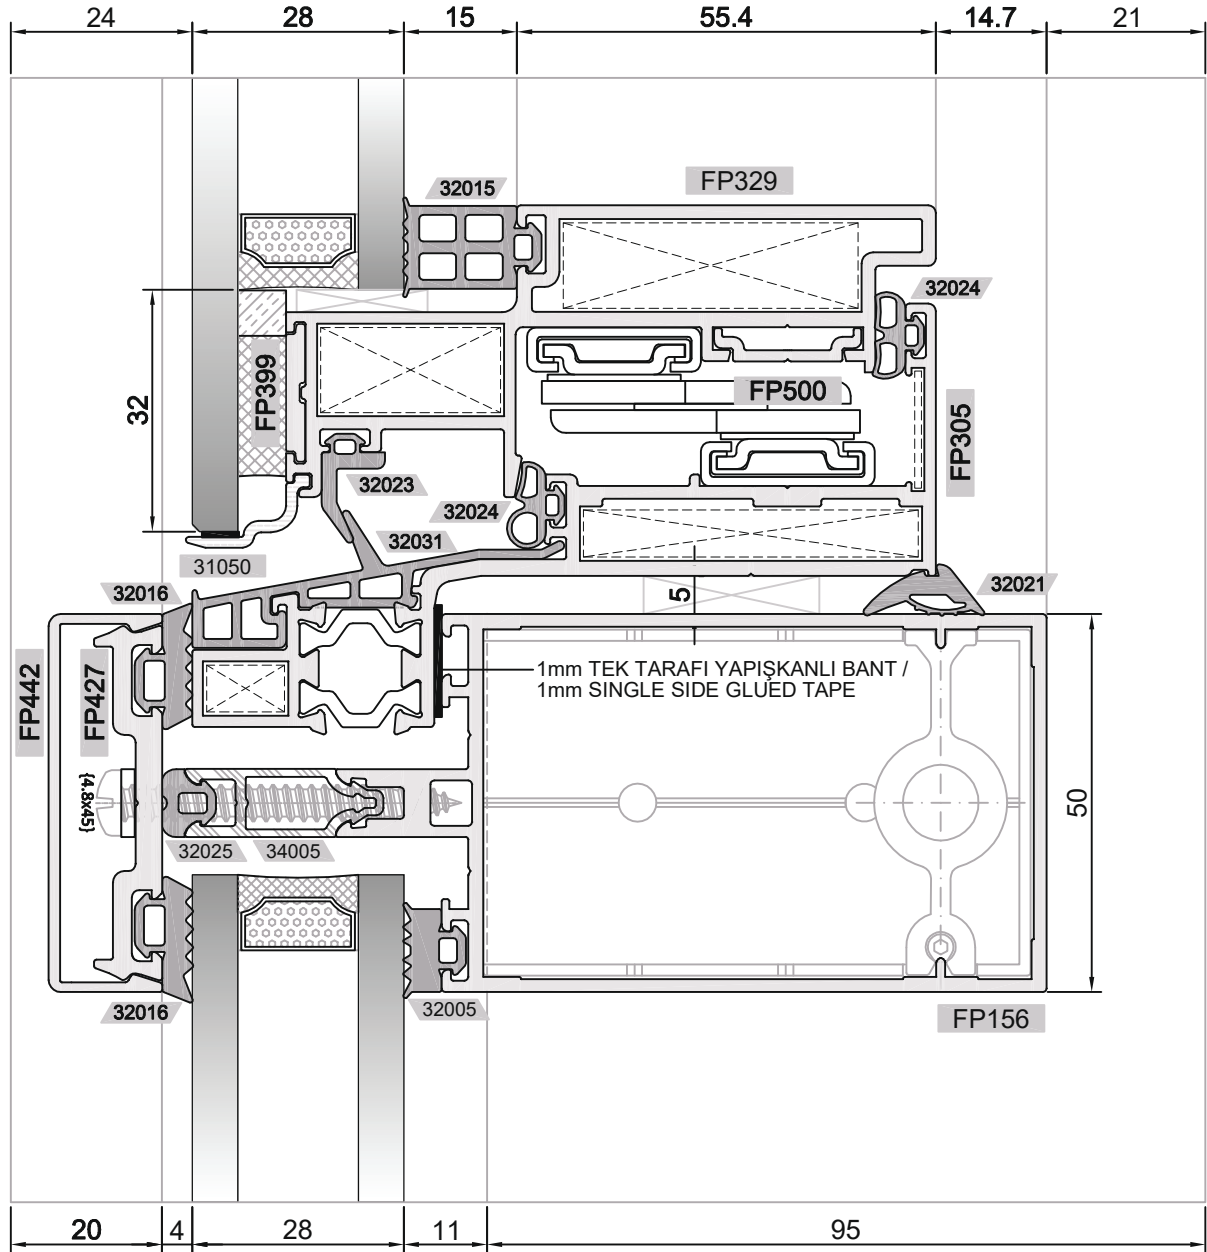 24
28
15
55.4
14.7
21
FP329
32015
32024
FP399
32
FP500
FP305
32023
32024
32031
31050
32016
32021
5
FP442
FP427
1mm TEK TARAFI YAPIŞKANLI BANT /
1mm SINGLE SIDE GLUED TAPE
{4.8x45}
50
32025
34005
32016
32005
FP156
20
4
28
11
95